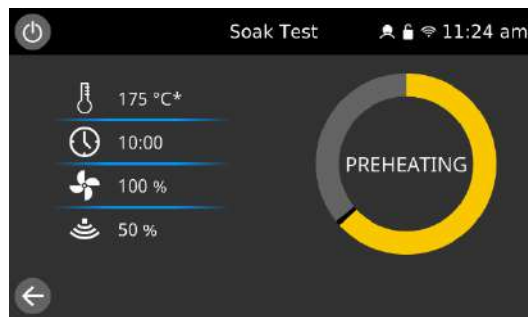 Soak Test
11:24 am
175 °C*
10:00
100 %
50 %
PREHEATING